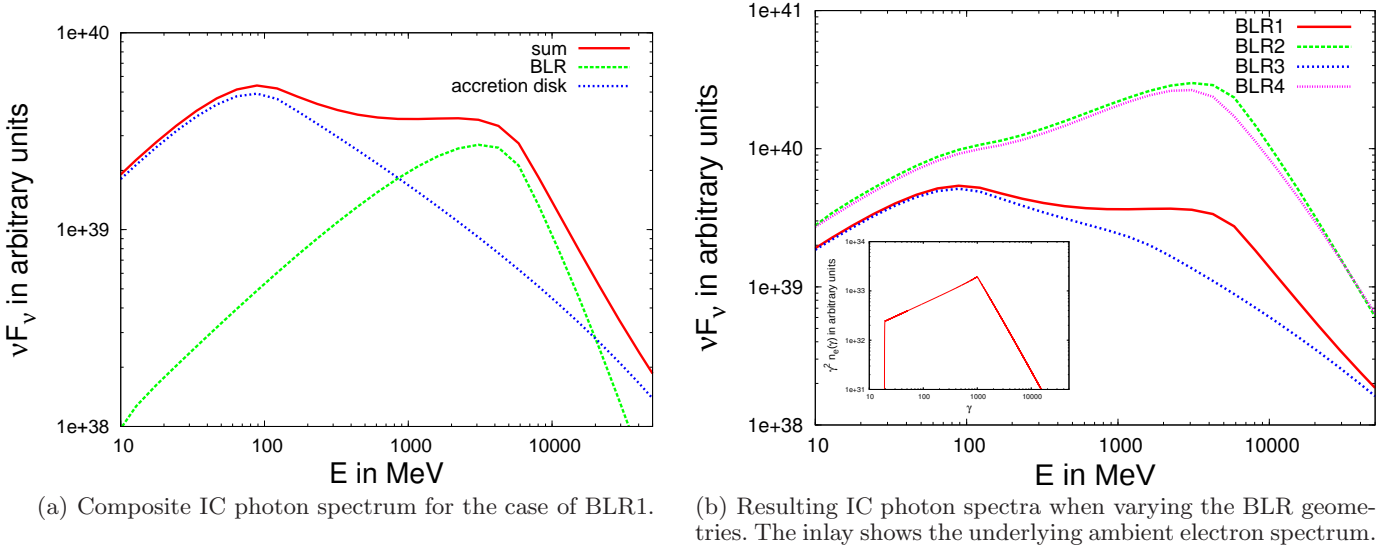 1e+40
1e+39
1e+38
νF_ν in arbitrary units
sum
BLR
accretion disk
10
100
1000
10000
E in MeV
(a) Composite IC photon spectrum for the case of BLR1.
1e+41
1e+40
1e+39
1e+38
νF_ν in arbitrary units
BLR1
BLR2
BLR3
BLR4
1e+34
1e+33
1e+32
1e+31
γ² n_e(γ) in arbitrary units
10
100
1000
10000
γ
10
100
1000
10000
E in MeV
(b) Resulting IC photon spectra when varying the BLR geome-
tries. The inlay shows the underlying ambient electron spectrum.